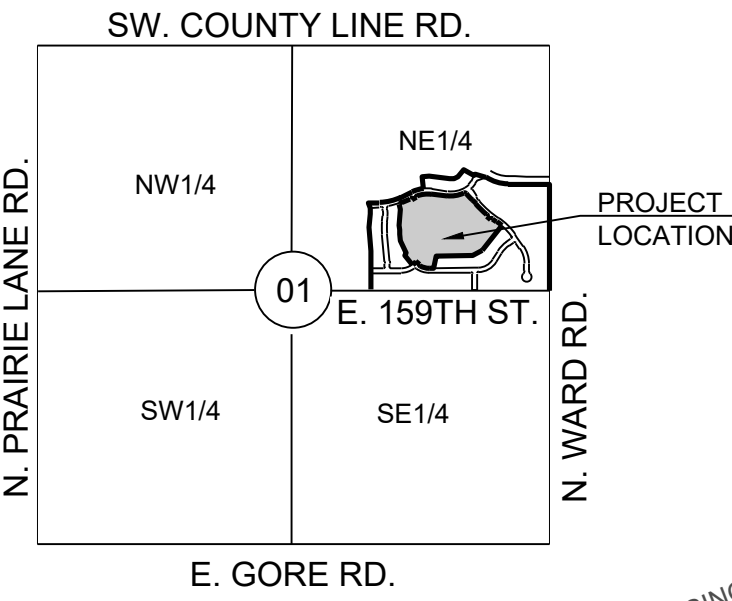 SW. COUNTY LINE RD.
NE1/4
NW1/4
N. PRAIRIE LANE RD.
PROJECT
LOCATION
01
E. 159TH ST.
N. WARD RD.
SW1/4
SE1/4
E. GORE RD.